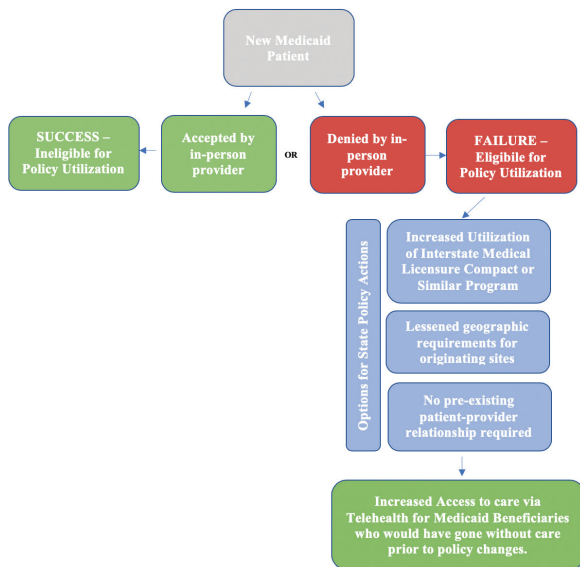 New Medicaid
Patient
SUCCESS –
Ineligible for
Policy Utilization
Accepted by
in-person
provider
OR
Denied by in-
person
provider
FAILURE –
Eligibile for
Policy Utilization
Options for State Policy Actions
Increased Utilization
of Interstate Medical
Licensure Compact or
Similar Program
Lessened geographic
requirements for
originating sites
No pre-existing
patient-provider
relationship required
Increased Access to care via
Telehealth for Medicaid Beneficiaries
who would have gone without care
prior to policy changes.